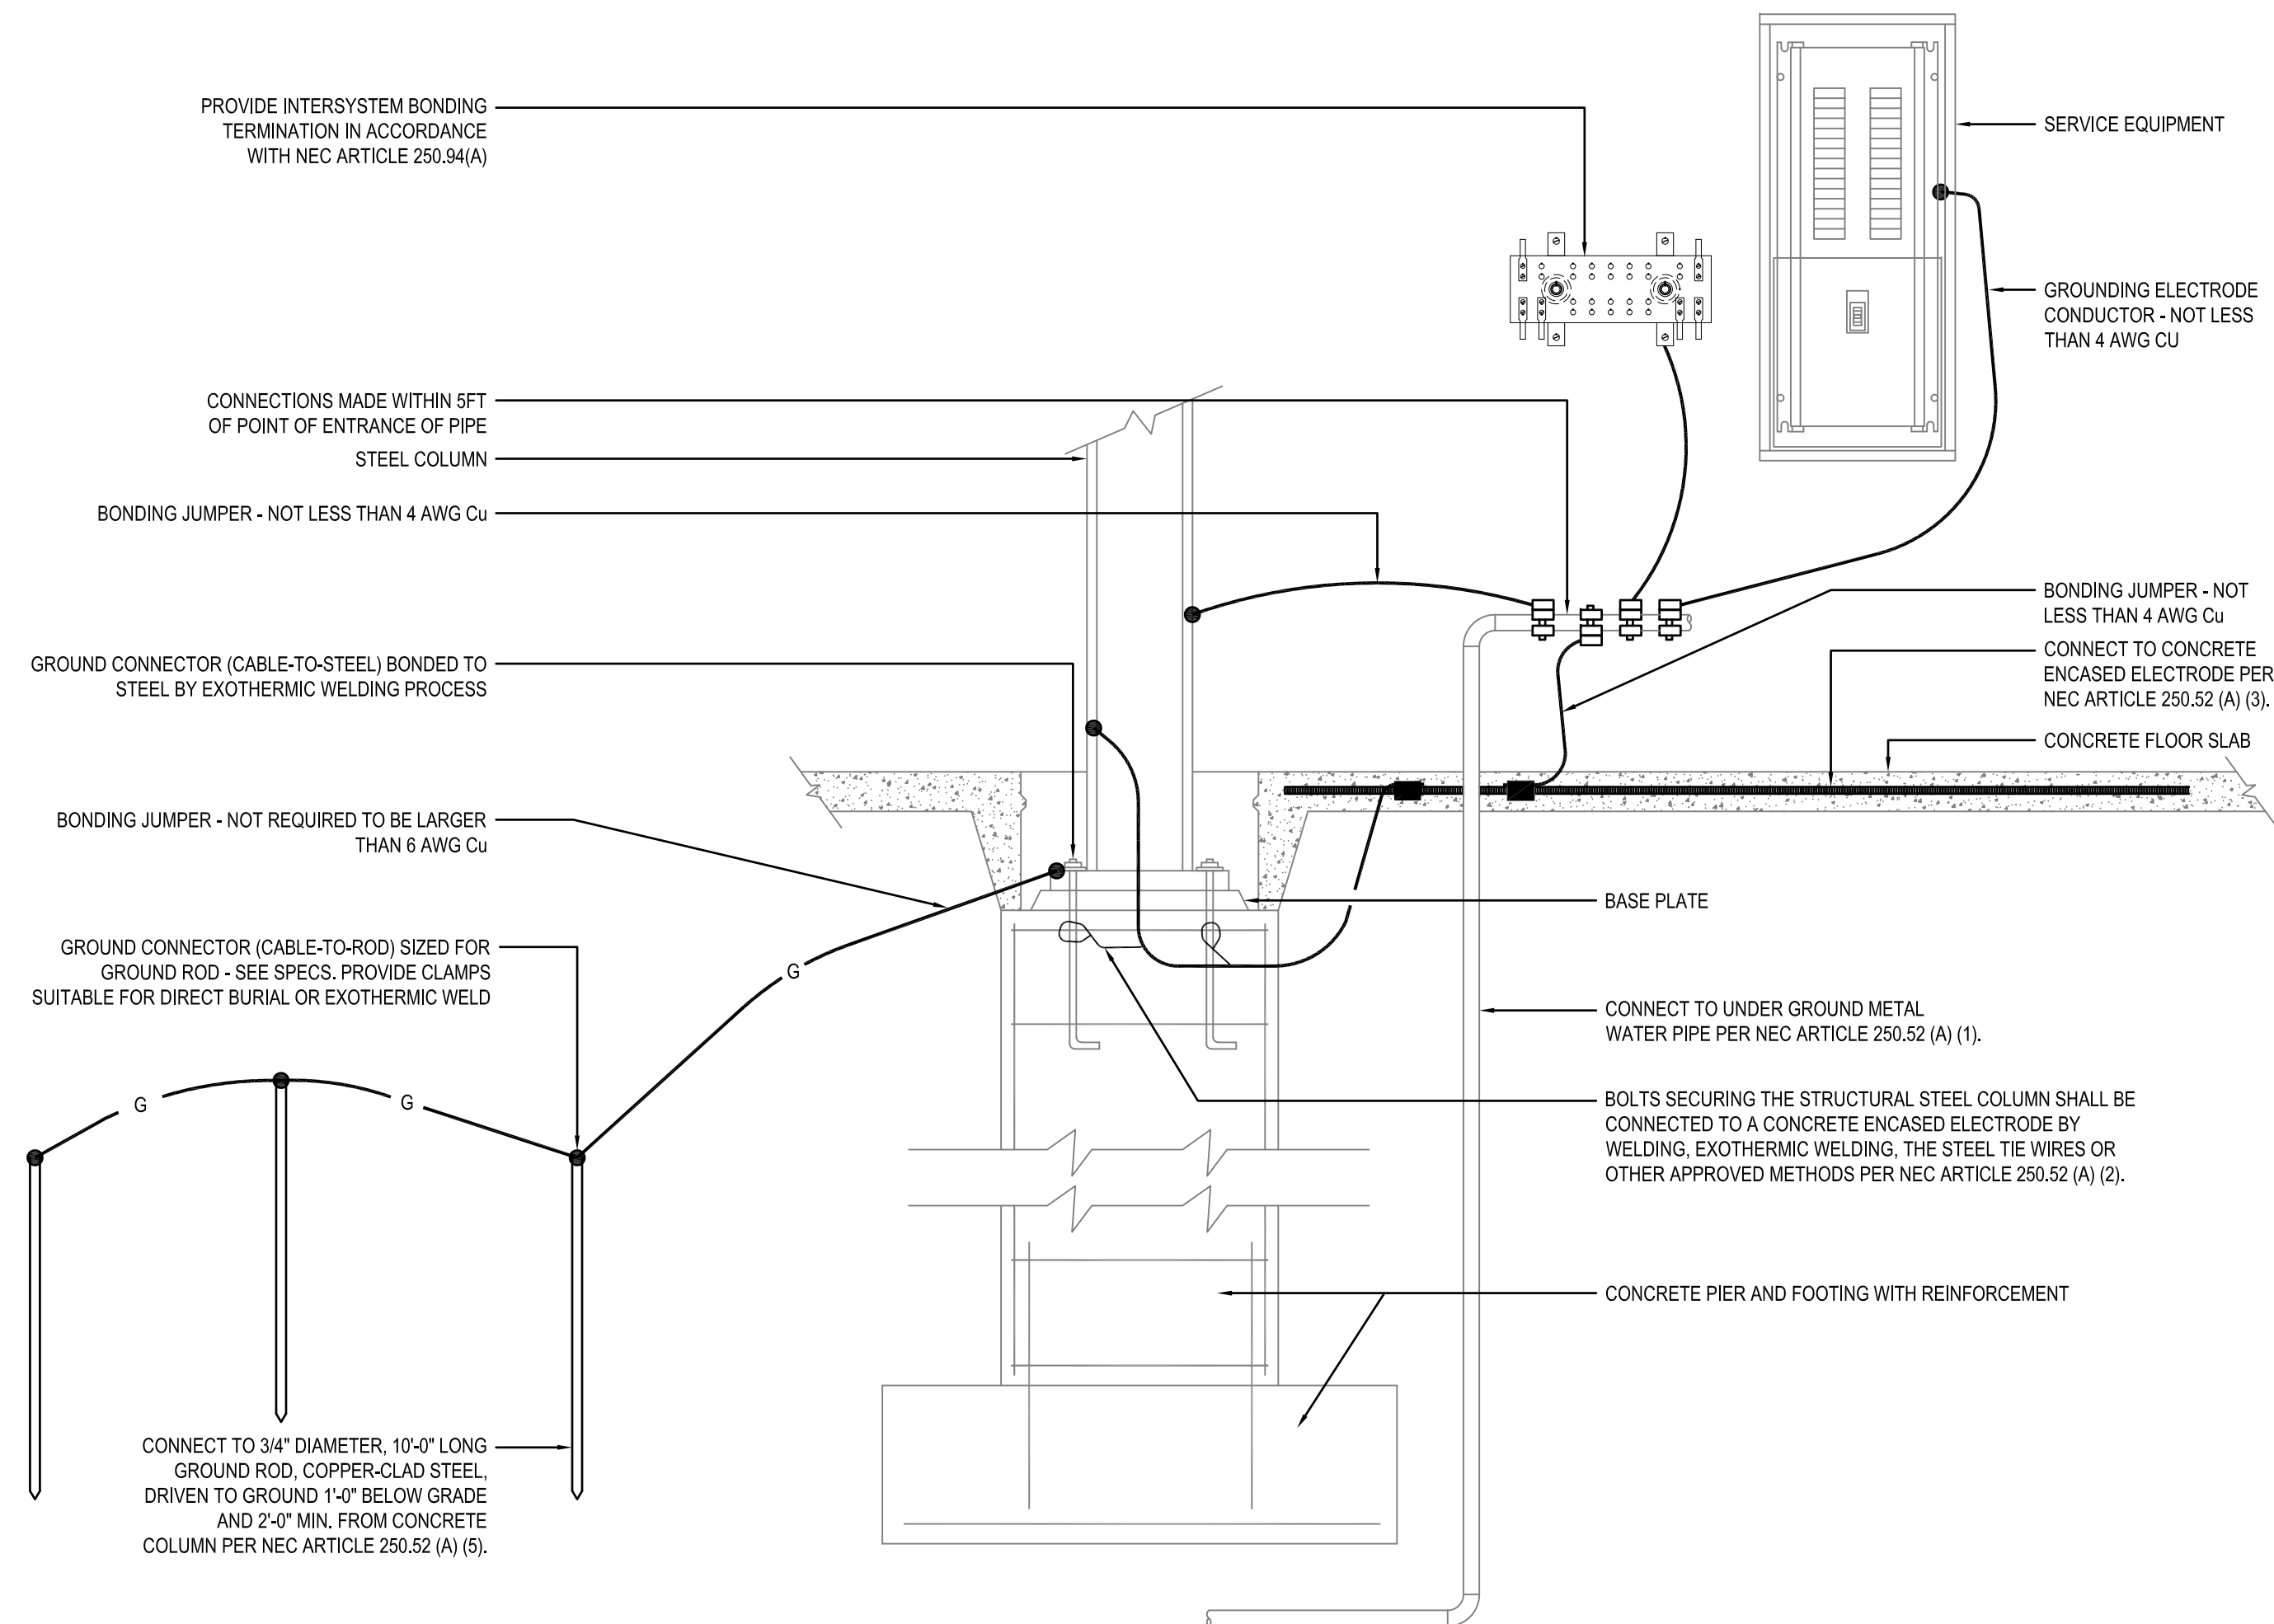 PROVIDE INTERSYSTEM BONDING
TERMINATION IN ACCORDANCE
WITH NEC ARTICLE 250.94(A)
CONNECTIONS MADE WITHIN 5FT
OF POINT OF ENTRANCE OF PIPE
STEEL COLUMN
BONDING JUMPER - NOT LESS THAN 4 AWG Cu
GROUND CONNECTOR (CABLE-TO-STEEL) BONDED TO
STEEL BY EXOTHERMIC WELDING PROCESS
BONDING JUMPER - NOT REQUIRED TO BE LARGER
THAN 6 AWG Cu
GROUND CONNECTOR (CABLE-TO-ROD) SIZED FOR
GROUND ROD - SEE SPECS. PROVIDE CLAMPS
SUITABLE FOR DIRECT BURIAL OR EXOTHERMIC WELD
G
G
G
CONNECT TO 3/4" DIAMETER, 10'-0" LONG
GROUND ROD, COPPER-CLAD STEEL,
DRIVEN TO GROUND 1'-0" BELOW GRADE
AND 2'-0" MIN. FROM CONCRETE
COLUMN PER NEC ARTICLE 250.52 (A) (5).
SERVICE EQUIPMENT
GROUNDING ELECTRODE
CONDUCTOR - NOT LESS
THAN 4 AWG CU
BONDING JUMPER - NOT
LESS THAN 4 AWG Cu
CONNECT TO CONCRETE
ENCASED ELECTRODE PER
NEC ARTICLE 250.52 (A) (3).
CONCRETE FLOOR SLAB
BASE PLATE
CONNECT TO UNDER GROUND METAL
WATER PIPE PER NEC ARTICLE 250.52 (A) (1).
BOLTS SECURING THE STRUCTURAL STEEL COLUMN SHALL BE
CONNECTED TO A CONCRETE ENCASED ELECTRODE BY
WELDING, EXOTHERMIC WELDING, THE STEEL TIE WIRES OR
OTHER APPROVED METHODS PER NEC ARTICLE 250.52 (A) (2).
CONCRETE PIER AND FOOTING WITH REINFORCEMENT